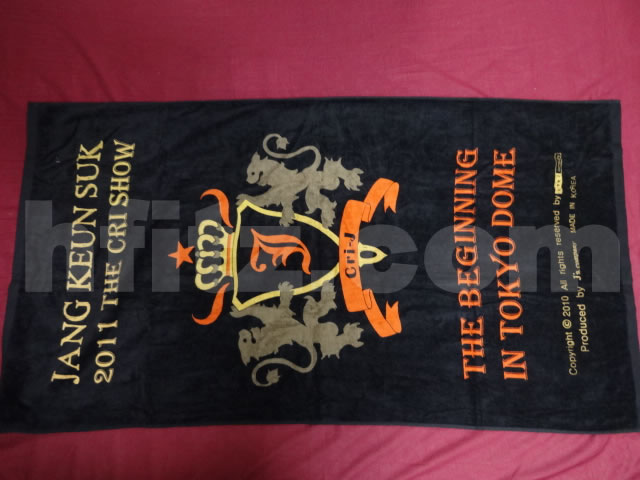 JANG KEUN SUK
2011 THE CRI SHOW
J
Cri-J
THE BEGINNING
IN TOKYO DOME
Copyright © 2010 All rights reserved by
Produced by MADE IN KOREA
hfitz.com